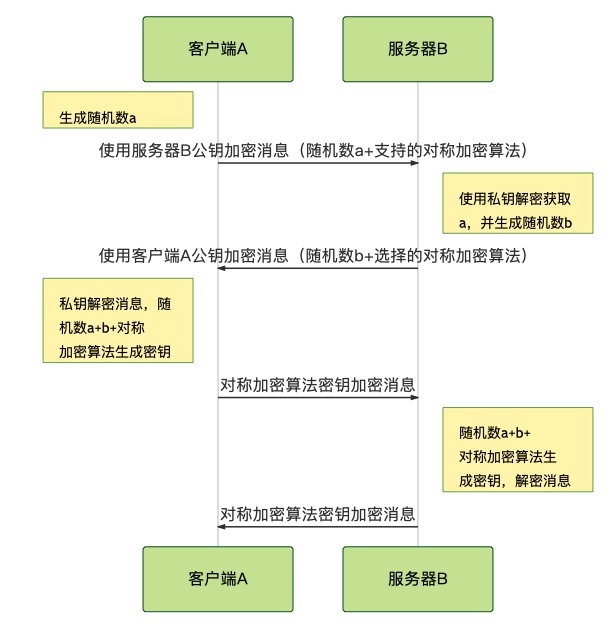 客户端A
服务器B
生成随机数a
使用服务器B公钥加密消息（随机数a+支持的对称加密算法）
使用私钥解密获取
a，并生成随机数b
使用客户端A公钥加密消息（随机数b+选择的对称加密算法）
私钥解密消息，随
机数a+b+对称
加密算法生成密钥
对称加密算法密钥加密消息
随机数a+b+
对称加密算法生
成密钥，解密消息
对称加密算法密钥加密消息
客户端A
服务器B